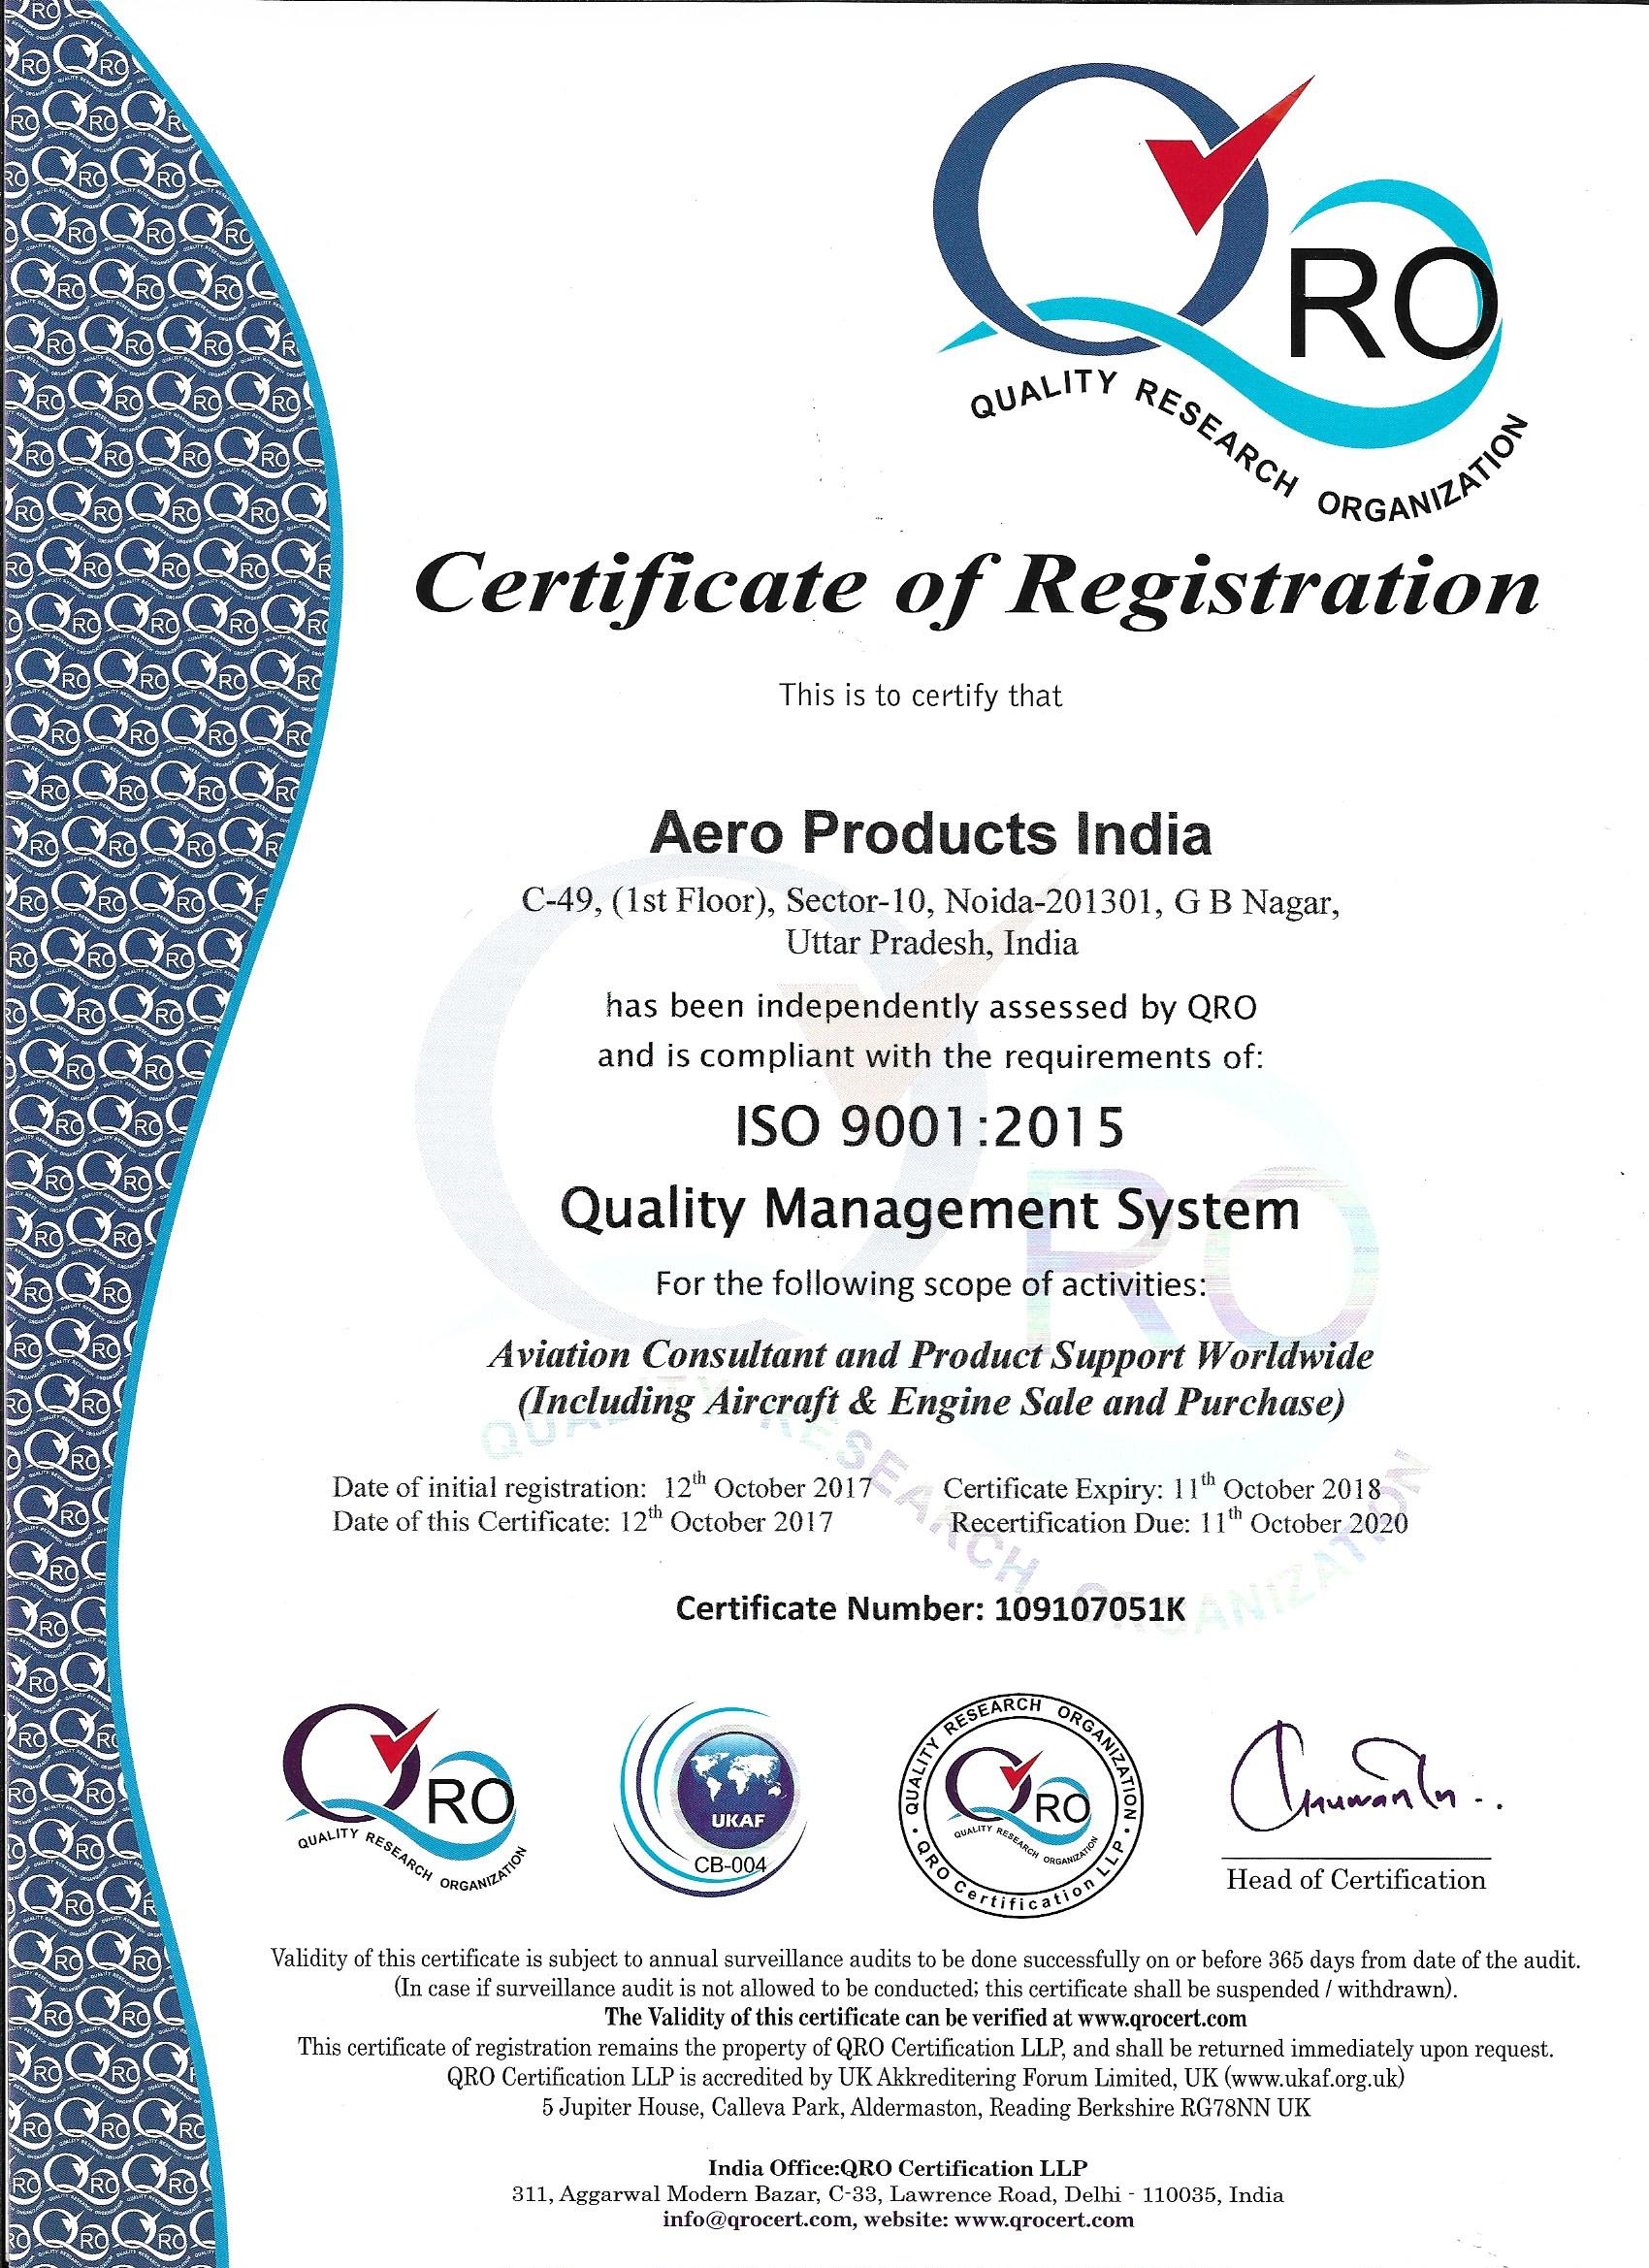 QRO
QUALITY RESEARCH ORGANIZATION
Certificate of Registration
This is to certify that
Aero Products India
C-49, (1st Floor), Sector-10, Noida-201301, G B Nagar,
Uttar Pradesh, India
has been independently assessed by QRO
and is compliant with the requirements of:
ISO 9001:2015
Quality Management System
For the following scope of activities:
Aviation Consultant and Product Support Worldwide
(Including Aircraft & Engine Sale and Purchase)
Date of initial registration: 12th October 2017 Certificate Expiry: 11th October 2018
Date of this Certificate: 12th October 2017 Recertification Due: 11th October 2020
Certificate Number: 109107051K
QRO
QUALITY RESEARCH ORGANIZATION
UKAF
CB-004
QUALITY RESEARCH ORGANIZATION
QRO
QUALITY RESEARCH ORGANIZATION
QRO Certification LLP
Head of Certification
Validity of this certificate is subject to annual surveillance audits to be done successfully on or before 365 days from date of the audit.
(In case if surveillance audit is not allowed to be conducted; this certificate shall be suspended / withdrawn).
The Validity of this certificate can be verified at www.qrocert.com
This certificate of registration remains the property of QRO Certification LLP, and shall be returned immediately upon request.
QRO Certification LLP is accredited by UK Akkreditering Forum Limited, UK (www.ukaf.org.uk)
5 Jupiter House, Calleva Park, Aldermaston, Reading Berkshire RG78NN UK
India Office:QRO Certification LLP
311, Aggarwal Modern Bazar, C-33, Lawrence Road, Delhi - 110035, India
info@qrocert.com, website: www.qrocert.com